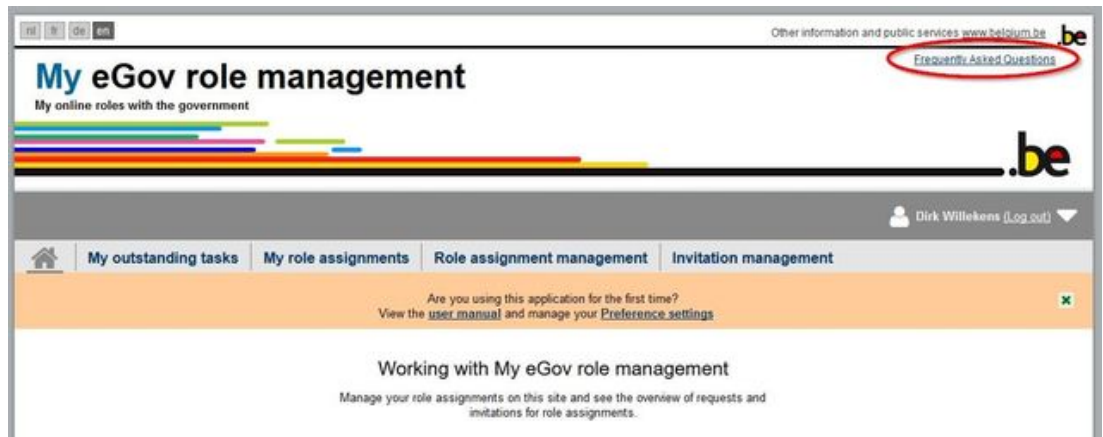 nl fr de en
Other information and public services www.belgium.be
.be
Frequently Asked Questions
My eGov role management
My online roles with the government
.be
Dirk Willekens (Log out)
My outstanding tasks My role assignments Role assignment management Invitation management
Are you using this application for the first time?
View the user manual and manage your Preference settings
Working with My eGov role management
Manage your role assignments on this site and see the overview of requests and
invitations for role assignments.